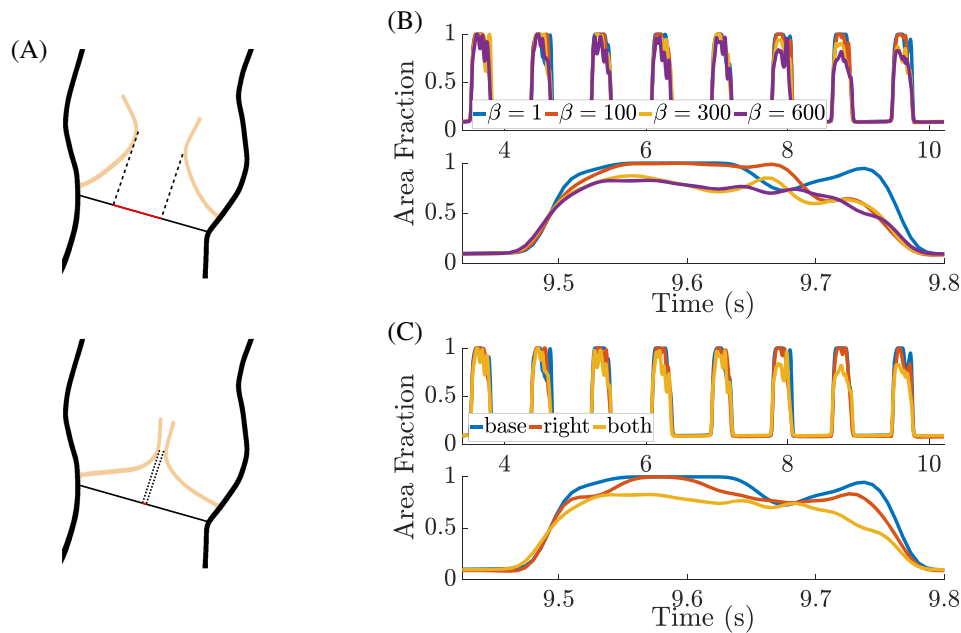 (A)
(B)
Area Fraction
1
0.5
0
β = 1 β = 100 β = 300 β = 600
4 6 8 10
1
0.5
0
9.5 9.6 9.7 9.8
Time (s)
(C)
Area Fraction
1
0.5
0
base right both
4 6 8 10
1
0.5
0
9.5 9.6 9.7 9.8
Time (s)